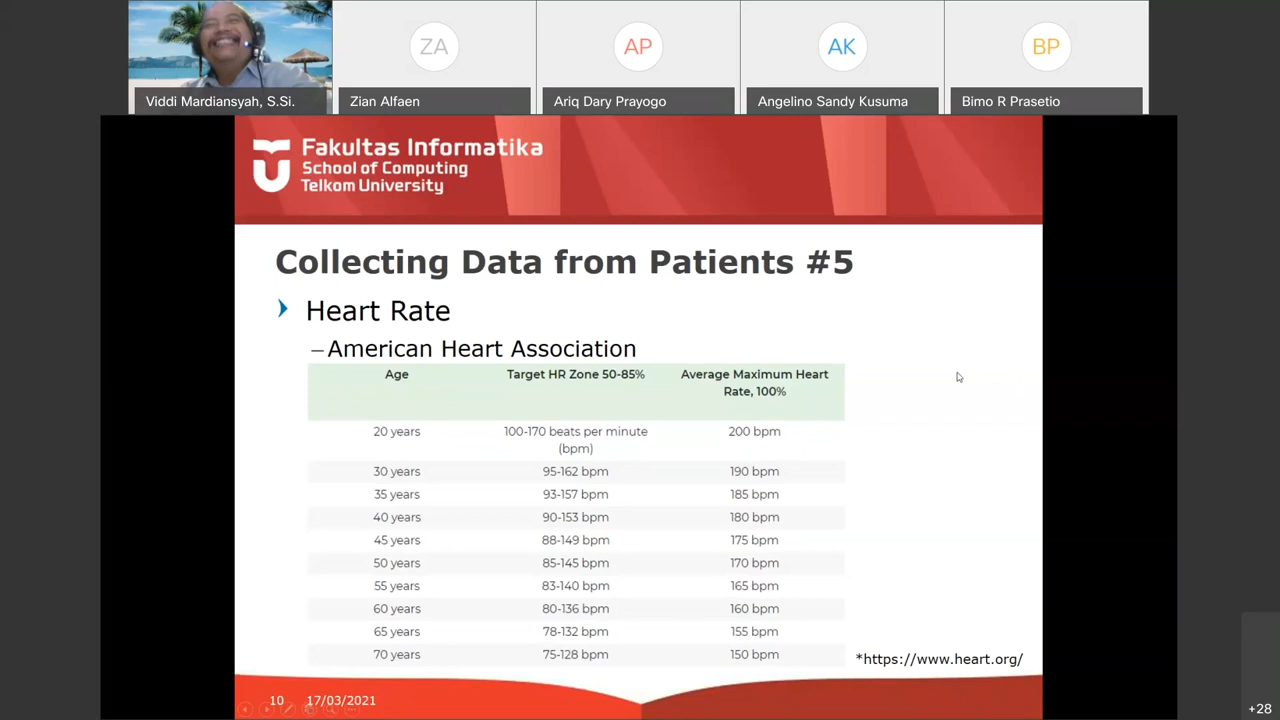 ZA
AP
AK
BP
Viddi Mardiansyah, S.Si.
Zian Alfaen
Ariq Dary Prayogo
Angelino Sandy Kusuma
Bimo R Prasetio
Fakultas Informatika
School of Computing
Telkom University
Collecting Data from Patients #5
Heart Rate
–American Heart Association
Age Target HR Zone 50-85% Average Maximum Heart
Rate, 100%
20 years 100-170 beats per minute 200 bpm
(bpm)
30 years 95-162 bpm 190 bpm
35 years 93-157 bpm 185 bpm
40 years 90-153 bpm 180 bpm
45 years 88-149 bpm 175 bpm
50 years 85-145 bpm 170 bpm
55 years 83-140 bpm 165 bpm
60 years 80-136 bpm 160 bpm
65 years 78-132 bpm 155 bpm
70 years 75-128 bpm 150 bpm
*https://www.heart.org/
10 17/03/2021
+28